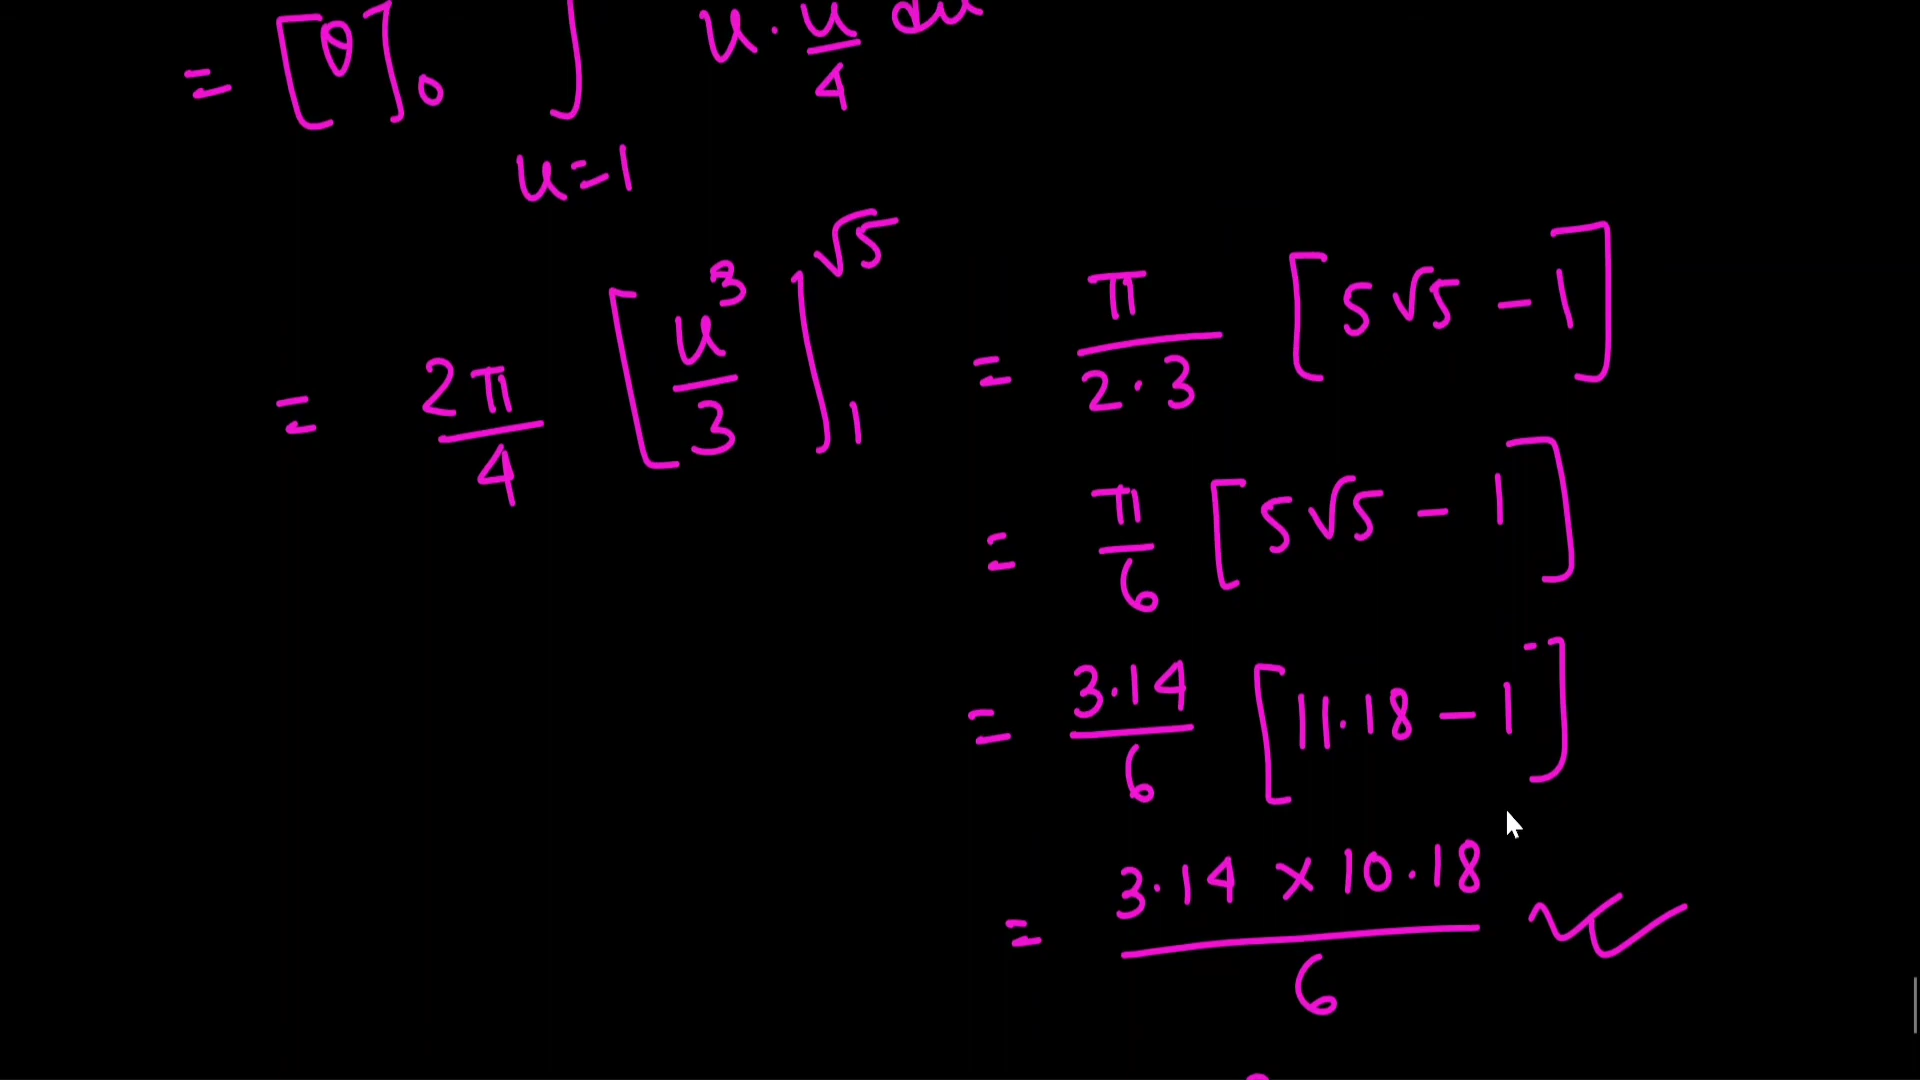 = [θ]₀ ∫ u=1 u · u/4 du
= 2π/4 [u³/3]₁^√5 = π/2·3 [5√5 − 1]
= π/6 [5√5 − 1]
= 3.14/6 [11.18 − 1]
= 3.14 × 10.18 / 6